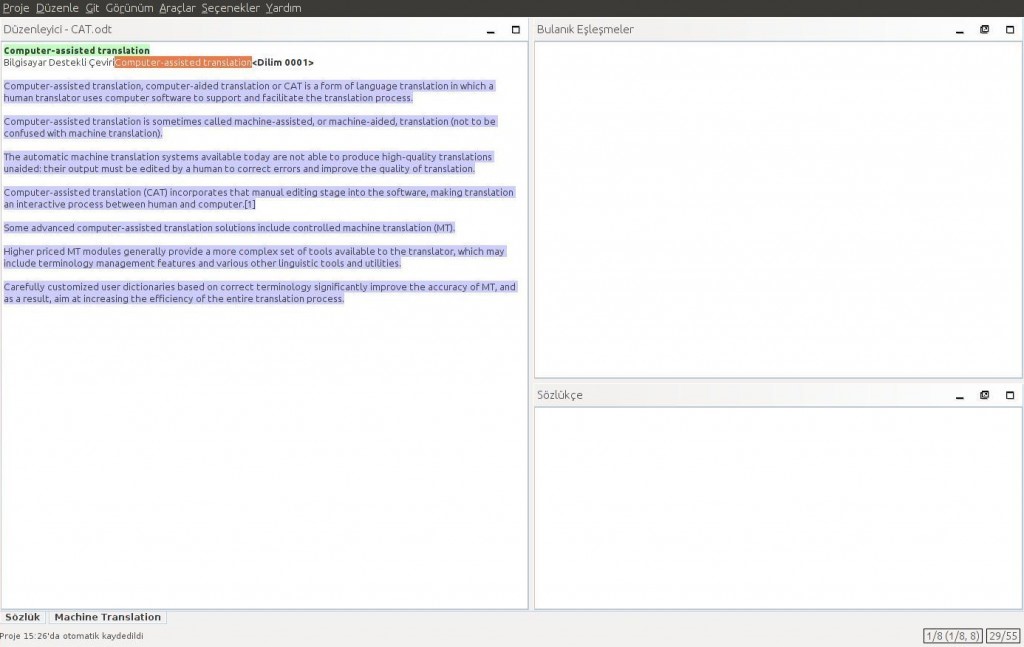 Proje Düzenle Git Görünüm Araçlar Seçenekler Yardım
Düzenleyici - CAT.odt
Computer-assisted translation
Bilgisayar Destekli ÇeviriComputer-assisted translation<Dilim 0001>
Computer-assisted translation, computer-aided translation or CAT is a form of language translation in which a
human translator uses computer software to support and facilitate the translation process.
Computer-assisted translation is sometimes called machine-assisted, or machine-aided, translation (not to be
confused with machine translation).
The automatic machine translation systems available today are not able to produce high-quality translations
unaided: their output must be edited by a human to correct errors and improve the quality of translation.
Computer-assisted translation (CAT) incorporates that manual editing stage into the software, making translation
an interactive process between human and computer.[1]
Some advanced computer-assisted translation solutions include controlled machine translation (MT).
Higher priced MT modules generally provide a more complex set of tools available to the translator, which may
include terminology management features and various other linguistic tools and utilities.
Carefully customized user dictionaries based on correct terminology significantly improve the accuracy of MT, and
as a result, aim at increasing the efficiency of the entire translation process.
Bulanık Eşleşmeler
Sözlükçe
Sözlük Machine Translation
Proje 15:26'da otomatik kaydedildi
1/8 (1/8, 8) 29/55